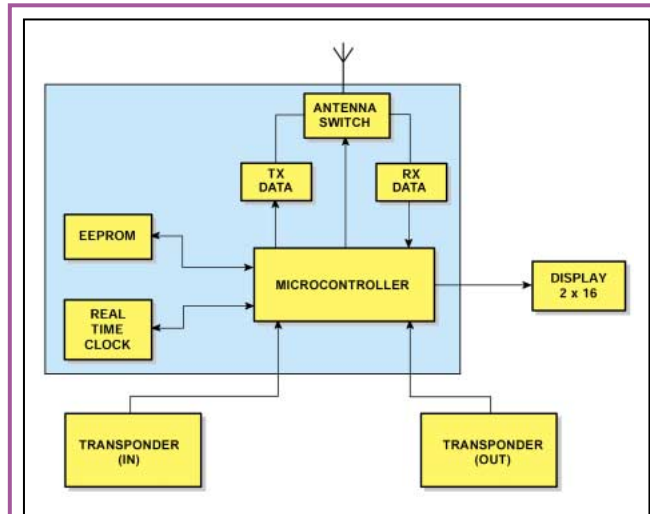 ANTENNA
SWITCH
TX
DATA
RX
DATA
EEPROM
MICROCONTROLLER
DISPLAY
2 x 16
REAL
TIME
CLOCK
TRANSPONDER
(IN)
TRANSPONDER
(OUT)